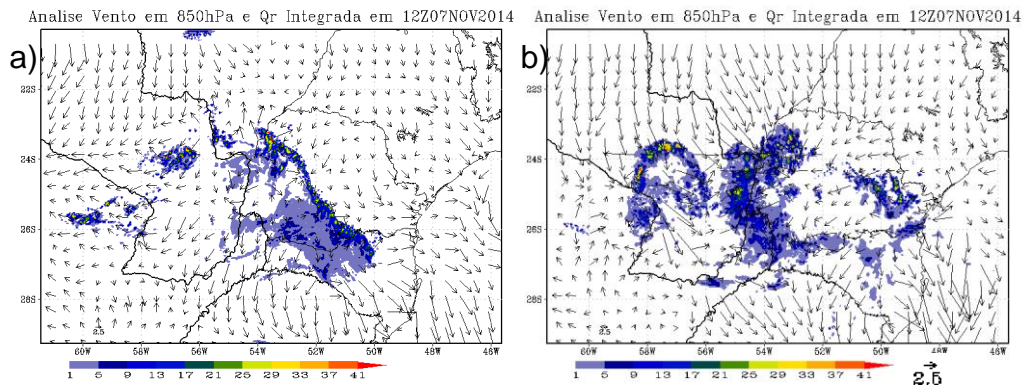 Analise Vento em 850hPa e Qr Integrada em 12Z07NOV2014
Analise Vento em 850hPa e Qr Integrada em 12Z07NOV2014
a)
b)
22S
24S
26S
28S
2.5
60W 58W 56W 54W 52W 50W 48W 46W
1 5 9 13 17 21 25 29 33 37 41
22S
24S
26S
28S
2.5
60W 58W 56W 54W 52W 50W 48W 46W
1 5 9 13 17 21 25 29 33 37 41
2.5